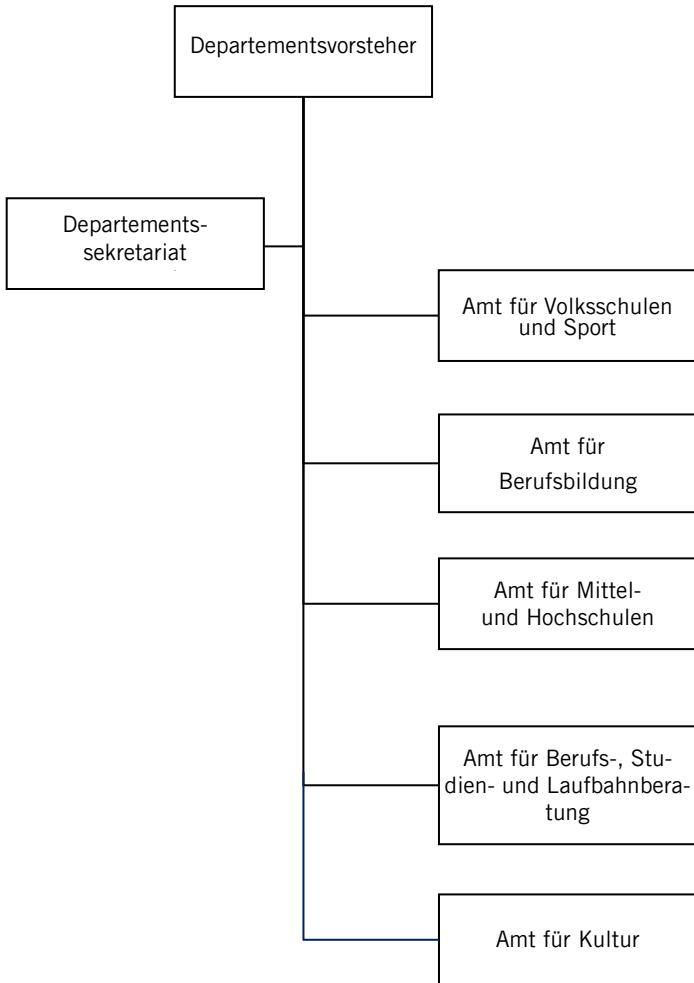 Departementsvorsteher
Departements-
sekretariat
Amt für Volksschulen
und Sport
Amt für
Berufsbildung
Amt für Mittel-
und Hochschulen
Amt für Berufs-, Stu-
dien- und Laufbahnbera-
tung
Amt für Kultur